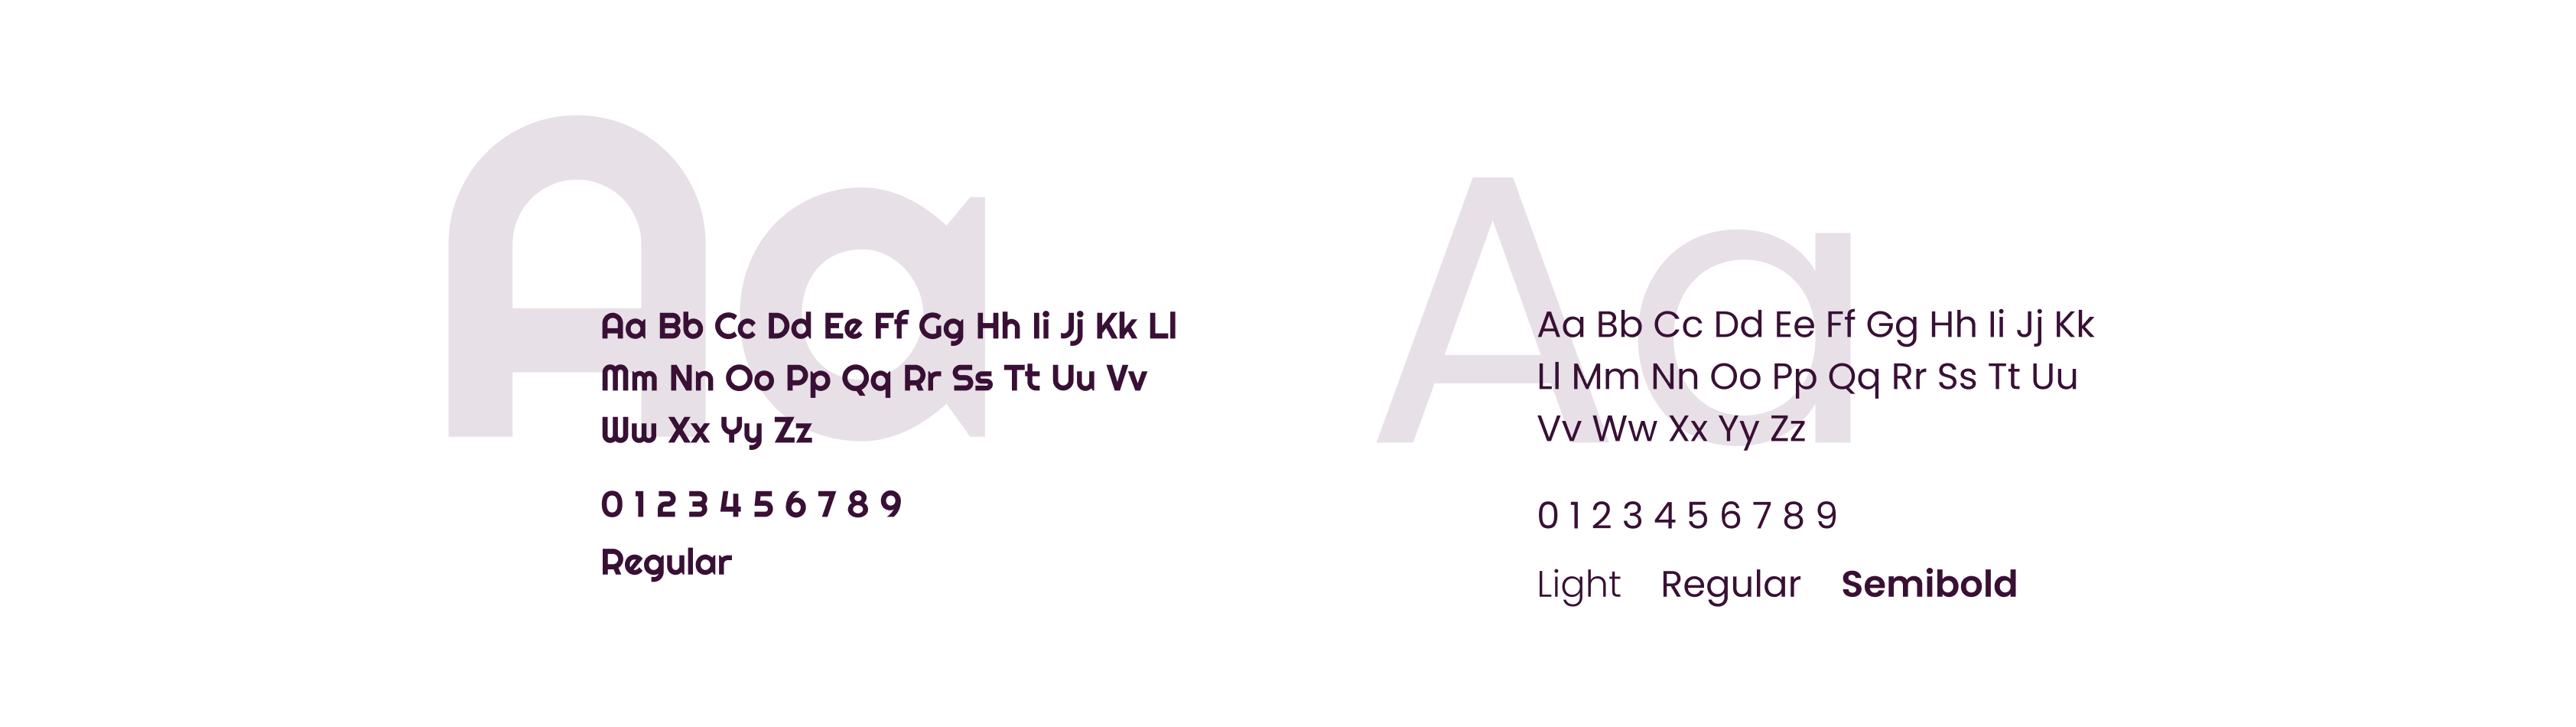 Aa
Aa Bb Cc Dd Ee Ff Gg Hh Ii Jj Kk Ll
Mm Nn Oo Pp Qq Rr Ss Tt Uu Vv
Ww Xx Yy Zz
0 1 2 3 4 5 6 7 8 9
Regular
Aa
Aa Bb Cc Dd Ee Ff Gg Hh Ii Jj Kk
Ll Mm Nn Oo Pp Qq Rr Ss Tt Uu
Vv Ww Xx Yy Zz
0 1 2 3 4 5 6 7 8 9
Light Regular Semibold